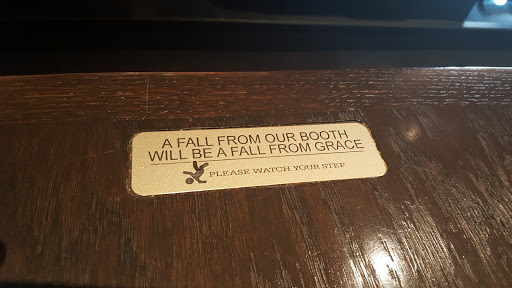 A FALL FROM OUR BOOTH
WILL BE A FALL FROM GRACE
PLEASE WATCH YOUR STEP